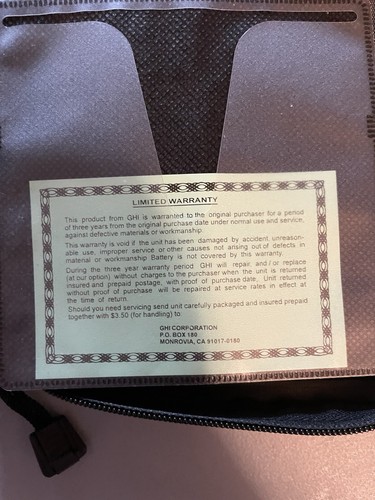 LIMITED WARRANTY
This product from GHI is warranted to the original purchaser for a period
of three years from the original purchase date under normal use and service,
against defective materials or workmanship.
This warranty is void if the unit has been damaged by accident, unreason-
able use, improper service or other causes not arising out of defects in
material or workmanship Battery is not covered by this warranty.
During the three year warranty period GHI will repair, and / or replace
(at our option) without charges to the purchaser when the unit is returned
insured and prepaid postage, with proof of purchase date, Unit returned
without proof of purchase will be repaired at service rates in effect at
the time of return.
Should you need servicing send unit carefully packaged and insured prepaid
together with $3.50 (for handling) to:
GHI CORPORATION
P.O. BOX 180
MONROVIA, CA 91017-0180